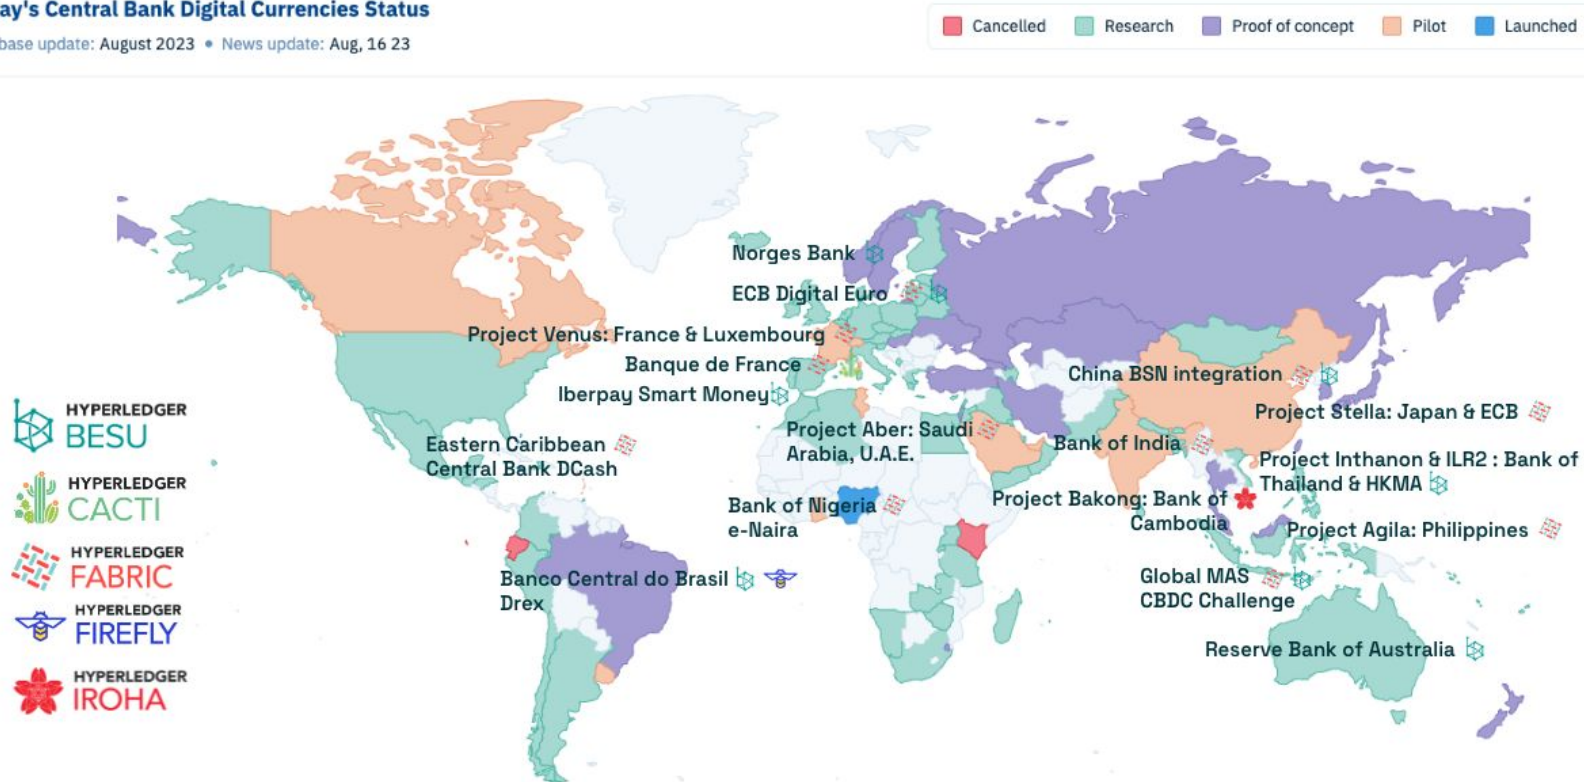 ay's Central Bank Digital Currencies Status
base update: August 2023 • News update: Aug, 16 23
Cancelled Research Proof of concept Pilot Launched
Norges Bank
ECB Digital Euro
Project Venus: France & Luxembourg
Banque de France
Iberpay Smart Money
China BSN integration
Project Stella: Japan & ECB
Eastern Caribbean
Central Bank DCash
Project Aber: Saudi
Arabia, U.A.E.
Bank of India
Project Inthanon & ILR2 : Bank of
Thailand & HKMA
Bank of Nigeria
e-Naira
Project Bakong: Bank of
Cambodia
Project Agila: Philippines
Banco Central do Brasil
Drex
Global MAS
CBDC Challenge
Reserve Bank of Australia
HYPERLEDGER
BESU
HYPERLEDGER
CACTI
HYPERLEDGER
FABRIC
HYPERLEDGER
FIREFLY
HYPERLEDGER
IROHA